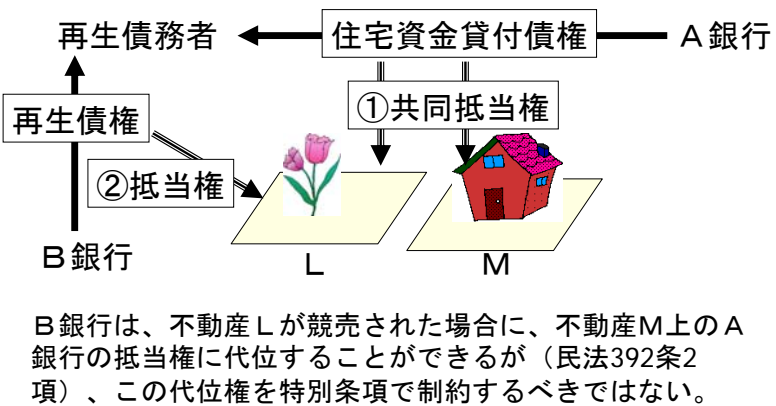 再生債務者
住宅資金貸付債権
Ａ銀行
再生債権
①共同抵当権
②抵当権
Ｂ銀行
Ｌ
Ｍ
Ｂ銀行は、不動産Ｌが競売された場合に、不動産Ｍ上のＡ
銀行の抵当権に代位することができるが（民法392条2
項）、この代位権を特別条項で制約するべきではない。